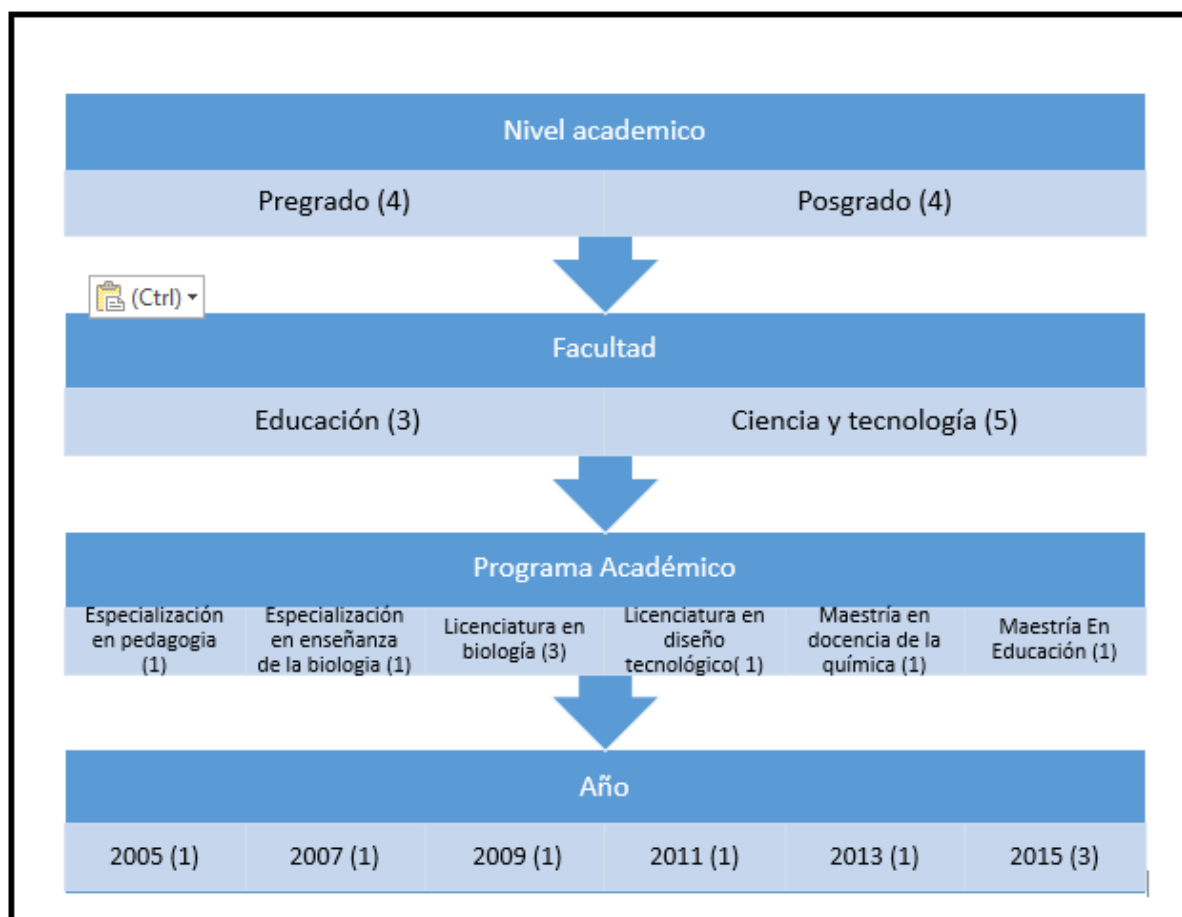 Nivel academico
Pregrado (4)
Posgrado (4)
(Ctrl)
Facultad
Educación (3)
Ciencia y tecnología (5)
Programa Académico
Especialización
en pedagogia
(1)
Especialización
en enseñanza
de la biologia (1)
Licenciatura en
biología (3)
Licenciatura en
diseño
tecnológico( 1)
Maestría en
docencia de la
química (1)
Maestría En
Educación (1)
Año
2005 (1)
2007 (1)
2009 (1)
2011 (1)
2013 (1)
2015 (3)